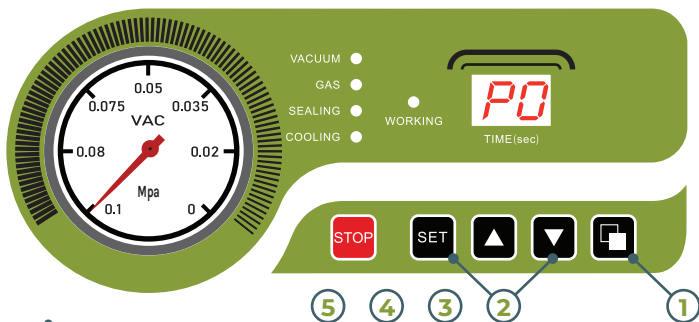 0.05
0.075
0.035
VAC
0.08
0.02
Mpa
0.1
0
VACUUM
GAS
SEALING
COOLING
WORKING
P0
TIME(sec)
STOP
SET
5
4
3
2
1